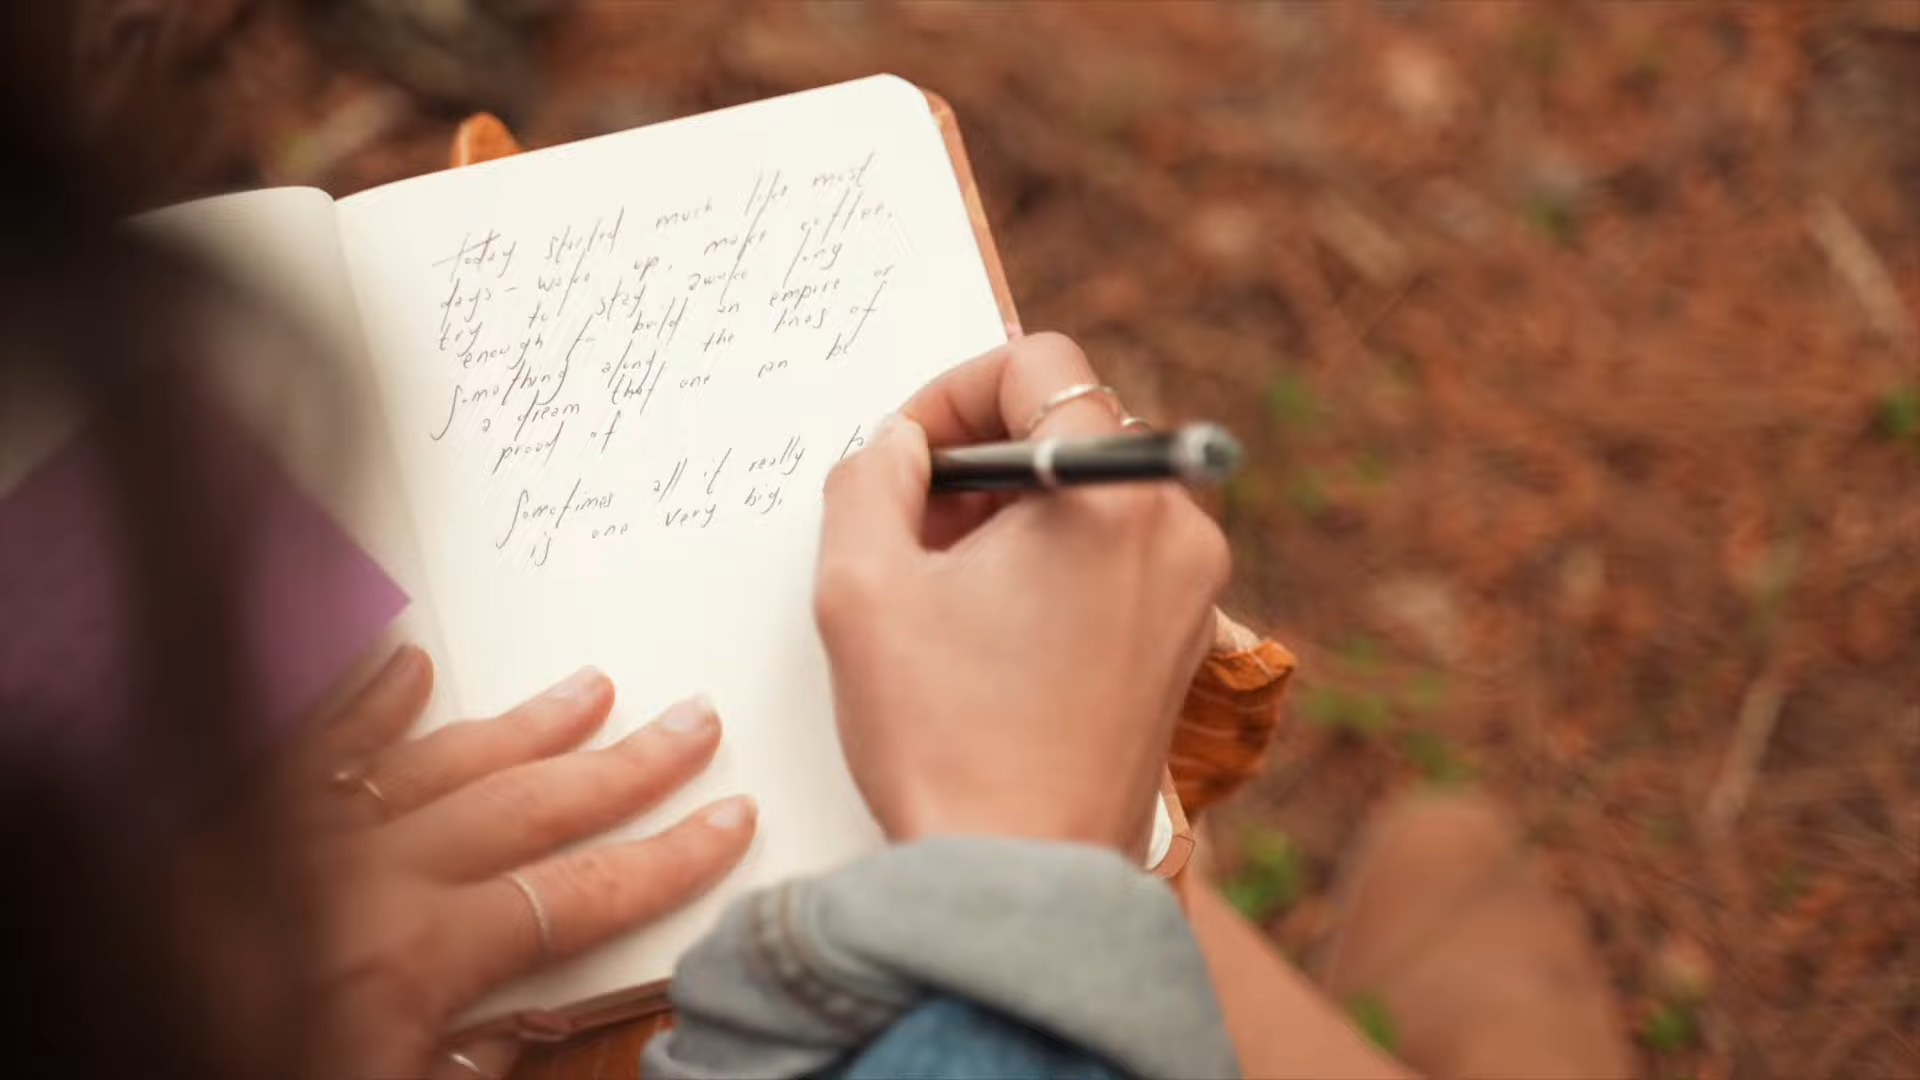 today started much like most
days - wake up, make coffee,
try to stay awake long
enough to build an empire or
something along the lines of
a dream that one can be
proud of
Sometimes all it really
is one very big,